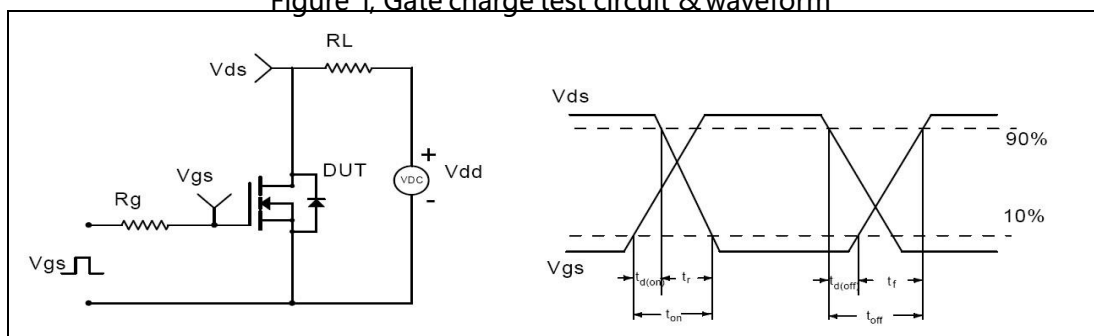 Figure 1, Gate charge test circuit & waveform
RL
Vds
Vgs
DUT
Rg
VDC
+
-
Vdd
Vgs
Vds
90%
10%
Vgs
td(on)
tr
td(off)
tf
ton
toff